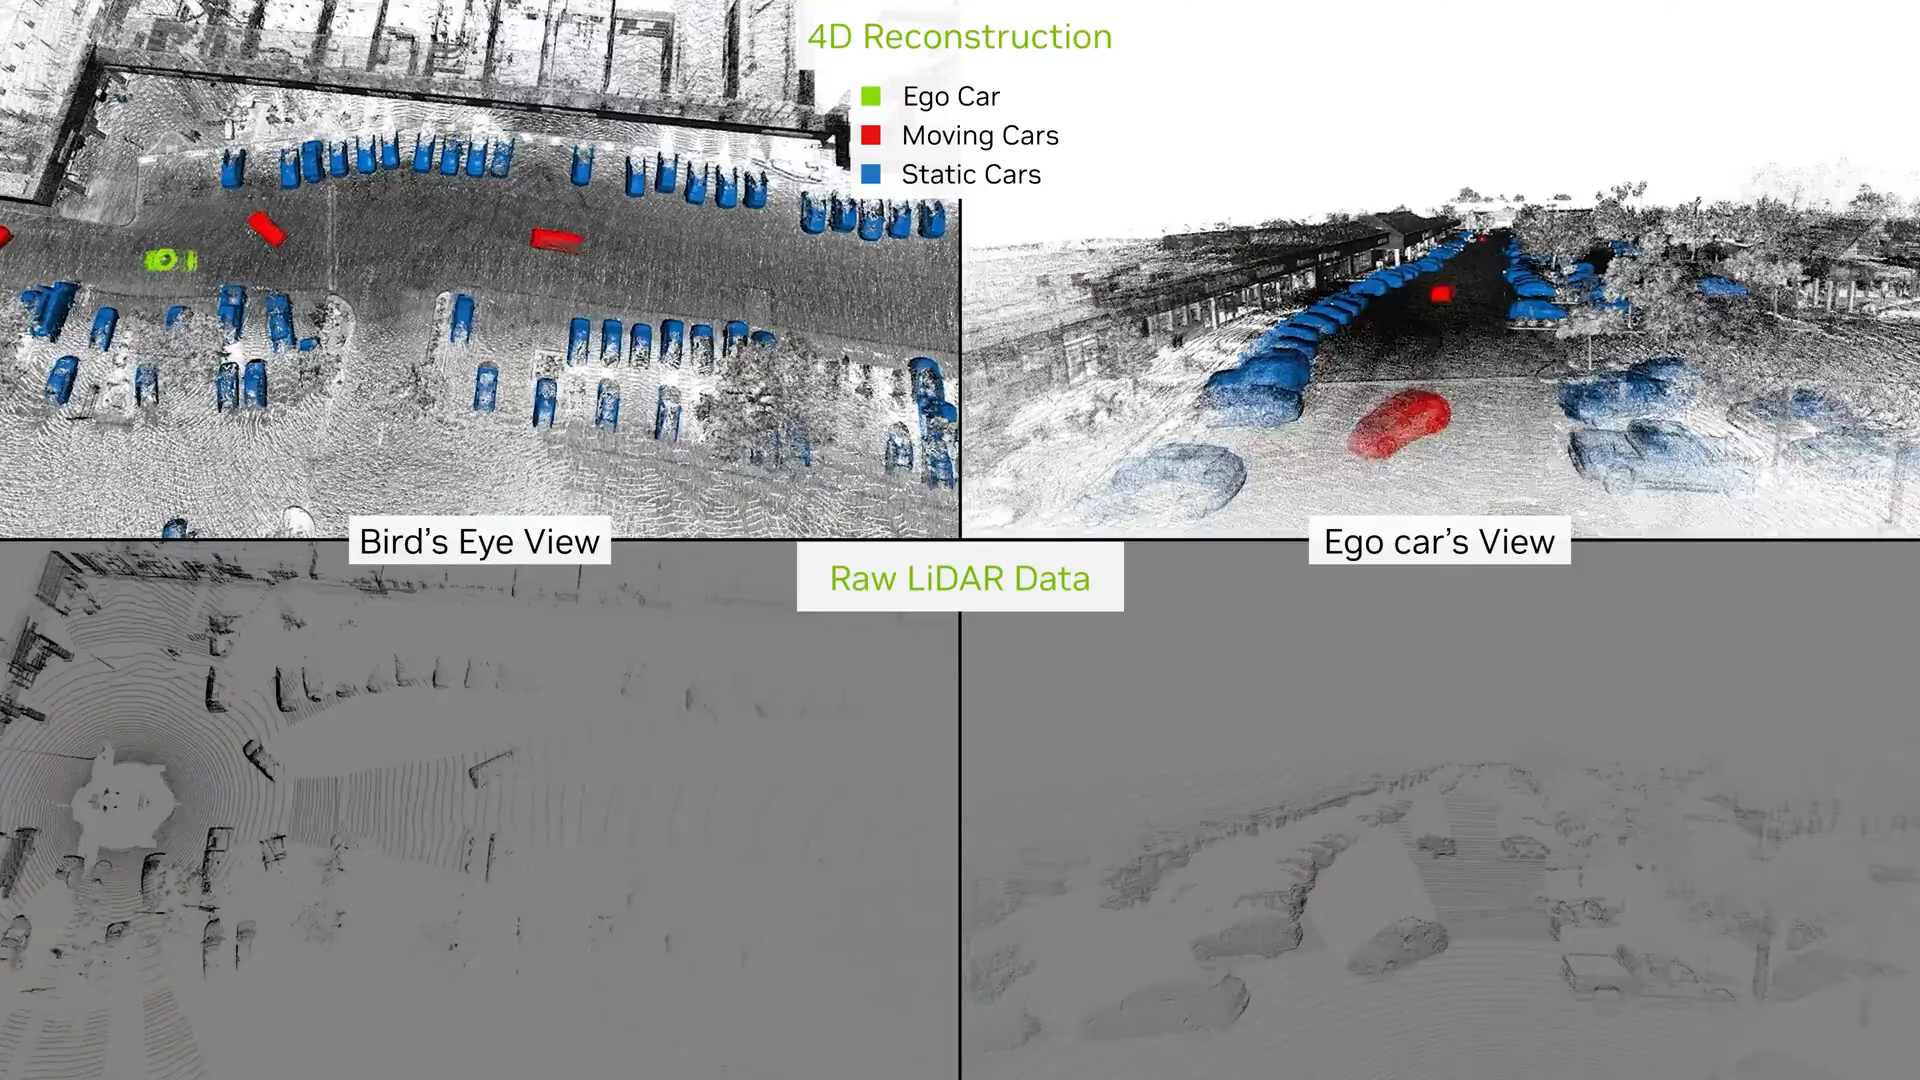 4D Reconstruction
Ego Car
Moving Cars
Static Cars
Bird’s Eye View
Ego car’s View
Raw LiDAR Data